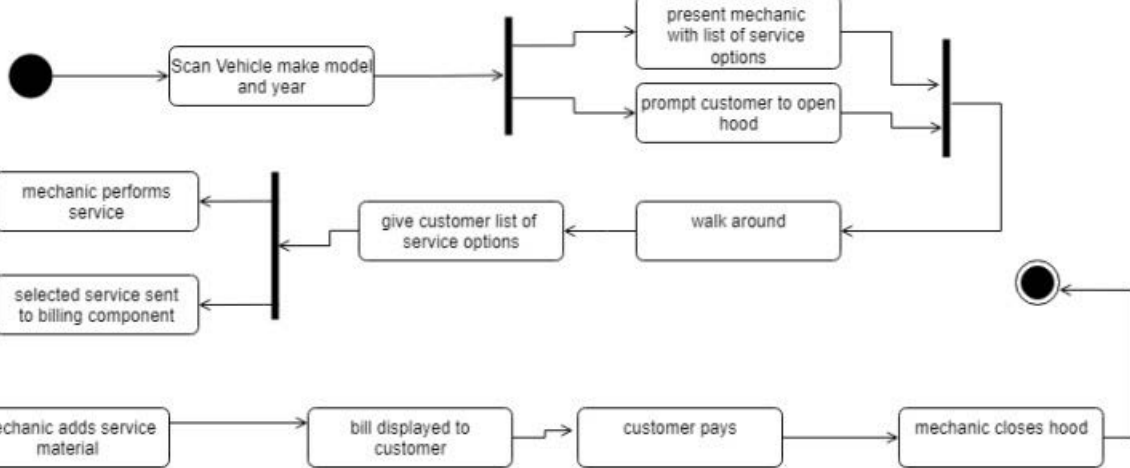 present mechanic
with list of service
options
Scan Vehicle make model
and year
prompt customer to open
hood
mechanic performs
service
give customer list of
service options
walk around
selected service sent
to billing component
adds service
material
bill displayed to
customer
customer pays
mechanic closes hood